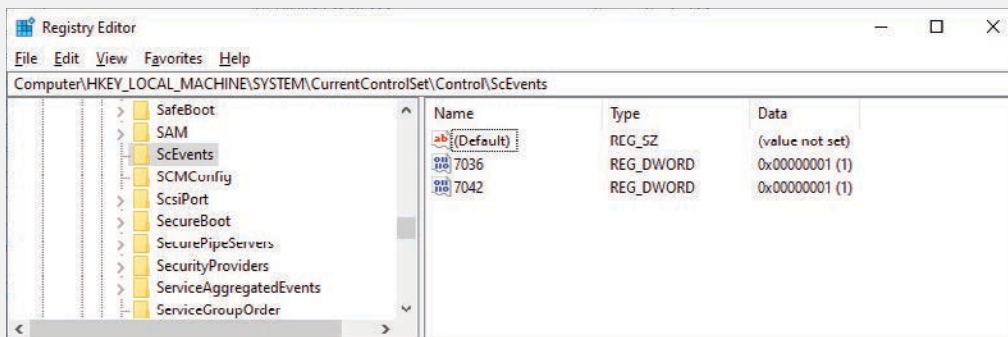 Registry Editor
File Edit View Favorites Help
Computer\HKEY_LOCAL_MACHINE\SYSTEM\CurrentControlSet\Control\ScEvents
SafeBoot
SAM
ScEvents
SCMConfig
ScsiPort
SecureBoot
SecurePipeServers
SecurityProviders
ServiceAggregatedEvents
ServiceGroupOrder
Name Type Data
(Default) REG_SZ (value not set)
7036 REG_DWORD 0x00000001 (1)
7042 REG_DWORD 0x00000001 (1)